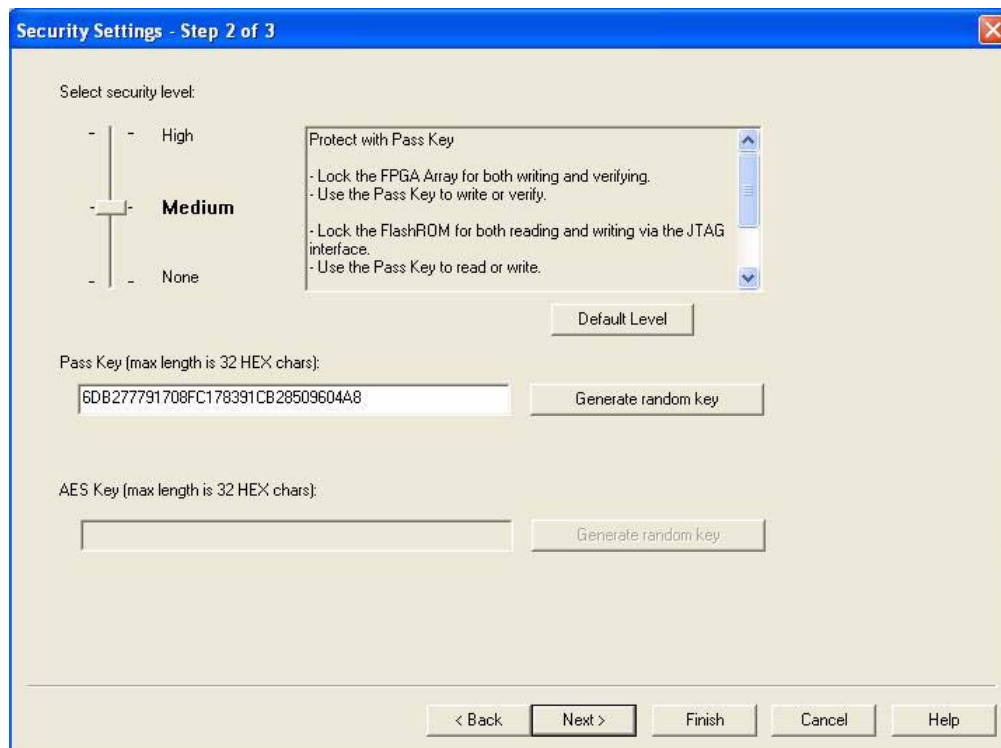 Security Settings - Step 2 of 3
Select security level:
High
Medium
None
Protect with Pass Key
- Lock the FPGA Array for both writing and verifying.
- Use the Pass Key to write or verify.
- Lock the FlashROM for both reading and writing via the JTAG
interface.
- Use the Pass Key to read or write.
Default Level
Pass Key (max length is 32 HEX chars):
6DB277791708FC178391CB28509604A8
Generate random key
AES Key (max length is 32 HEX chars):
Generate random key
< Back
Next >
Finish
Cancel
Help